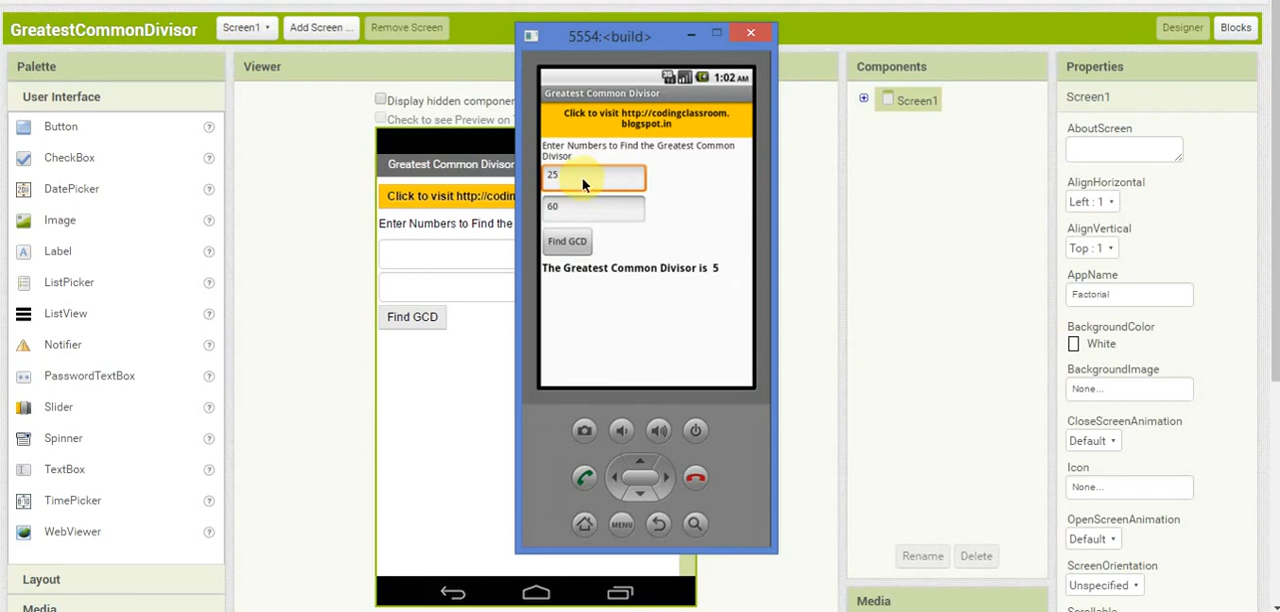 GreatestCommonDivisor
Screen1
Add Screen ...
Remove Screen
Designer
Blocks
Palette
User Interface
Button
CheckBox
DatePicker
Image
Label
ListPicker
ListView
Notifier
PasswordTextBox
Slider
Spinner
TextBox
TimePicker
WebViewer
Layout
Media
Viewer
Display hidden componen
Check to see Preview on T
Greatest Common Divisor
Click to visit http://codin
Enter Numbers to Find the
Find GCD
5554:<build>
3G
1:02 AM
Greatest Common Divisor
Click to visit http://codingclassroom.
blogspot.in
Enter Numbers to Find the Greatest Common
Divisor
25
60
Find GCD
The Greatest Common Divisor is 5
MENU
Components
Screen1
Rename
Delete
Media
Properties
Screen1
AboutScreen
AlignHorizontal
Left : 1
AlignVertical
Top : 1
AppName
Factorial
BackgroundColor
White
BackgroundImage
None...
CloseScreenAnimation
Default
Icon
None...
OpenScreenAnimation
Default
ScreenOrientation
Unspecified
Scrollable